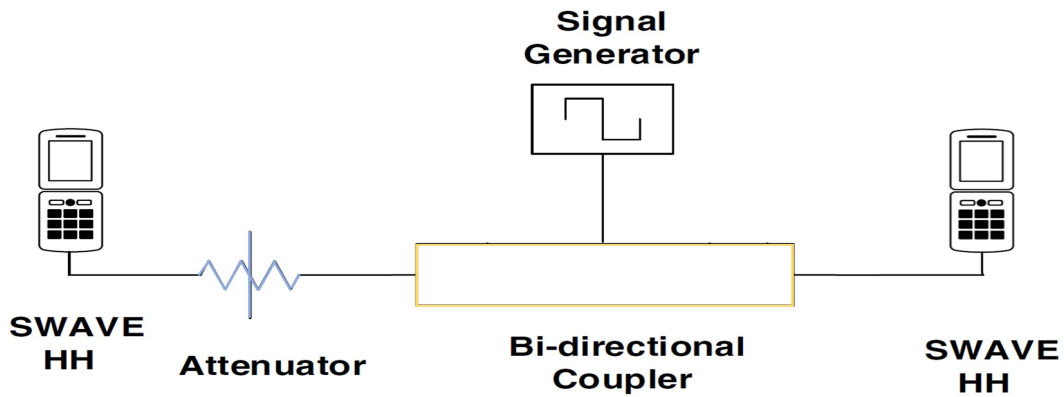 Signal
Generator
SWAVE
HH
Attenuator
Bi-directional
Coupler
SWAVE
HH